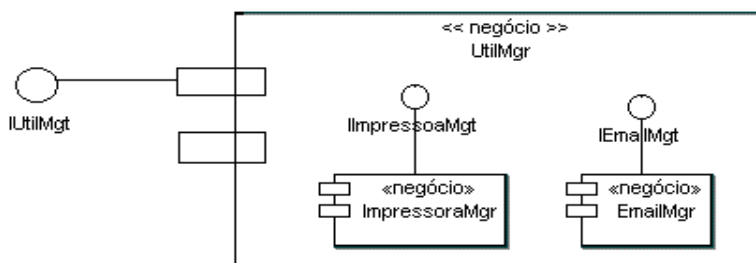 << negócio >>
UtilMgr
IUtilMgt
IImpressoaMgt
IEmailMgt
«negócio»
ImpressoraMgr
«negócio»
EmailMgr